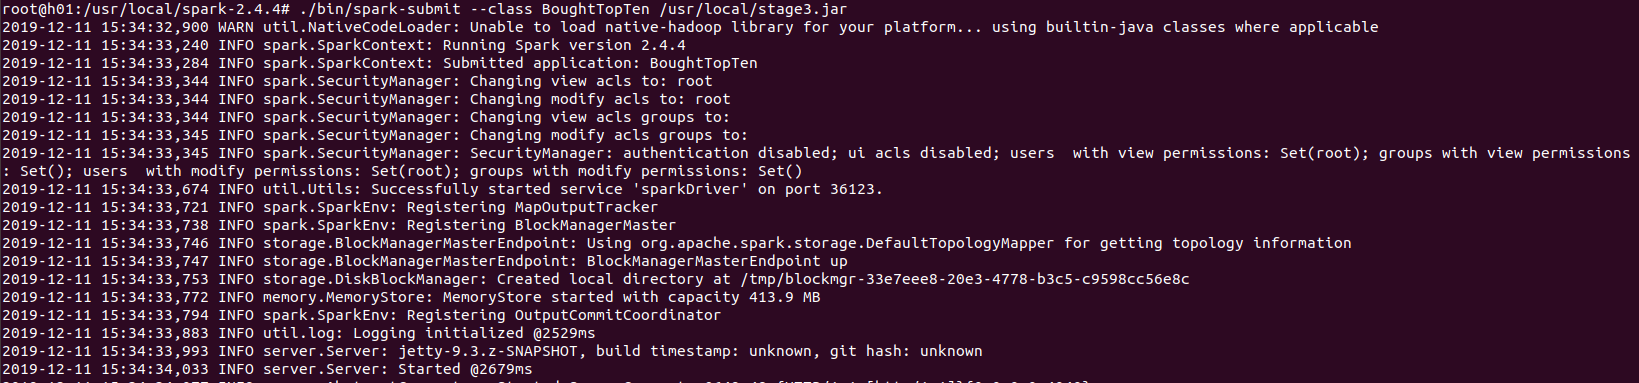 root@h01:/usr/local/spark-2.4.4# ./bin/spark-submit --class BoughtTopTen /usr/local/stage3.jar
2019-12-11 15:34:32,900 WARN util.NativeCodeLoader: Unable to load native-hadoop library for your platform... using builtin-java classes where applicable
2019-12-11 15:34:33,240 INFO spark.SparkContext: Running Spark version 2.4.4
2019-12-11 15:34:33,284 INFO spark.SparkContext: Submitted application: BoughtTopTen
2019-12-11 15:34:33,344 INFO spark.SecurityManager: Changing view acls to: root
2019-12-11 15:34:33,344 INFO spark.SecurityManager: Changing modify acls to: root
2019-12-11 15:34:33,344 INFO spark.SecurityManager: Changing view acls groups to:
2019-12-11 15:34:33,345 INFO spark.SecurityManager: Changing modify acls groups to:
2019-12-11 15:34:33,345 INFO spark.SecurityManager: SecurityManager: authentication disabled; ui acls disabled; users  with view permissions: Set(root); groups with view permissions
: Set(); users  with modify permissions: Set(root); groups with modify permissions: Set()
2019-12-11 15:34:33,674 INFO util.Utils: Successfully started service 'sparkDriver' on port 36123.
2019-12-11 15:34:33,721 INFO spark.SparkEnv: Registering MapOutputTracker
2019-12-11 15:34:33,738 INFO spark.SparkEnv: Registering BlockManagerMaster
2019-12-11 15:34:33,746 INFO storage.BlockManagerMasterEndpoint: Using org.apache.spark.storage.DefaultTopologyMapper for getting topology information
2019-12-11 15:34:33,747 INFO storage.BlockManagerMasterEndpoint: BlockManagerMasterEndpoint up
2019-12-11 15:34:33,753 INFO storage.DiskBlockManager: Created local directory at /tmp/blockmgr-33e7eee8-20e3-4778-b3c5-c9598cc56e8c
2019-12-11 15:34:33,772 INFO memory.MemoryStore: MemoryStore started with capacity 413.9 MB
2019-12-11 15:34:33,794 INFO spark.SparkEnv: Registering OutputCommitCoordinator
2019-12-11 15:34:33,883 INFO util.log: Logging initialized @2529ms
2019-12-11 15:34:33,993 INFO server.Server: jetty-9.3.z-SNAPSHOT, build timestamp: unknown, git hash: unknown
2019-12-11 15:34:34,033 INFO server.Server: Started @2679ms